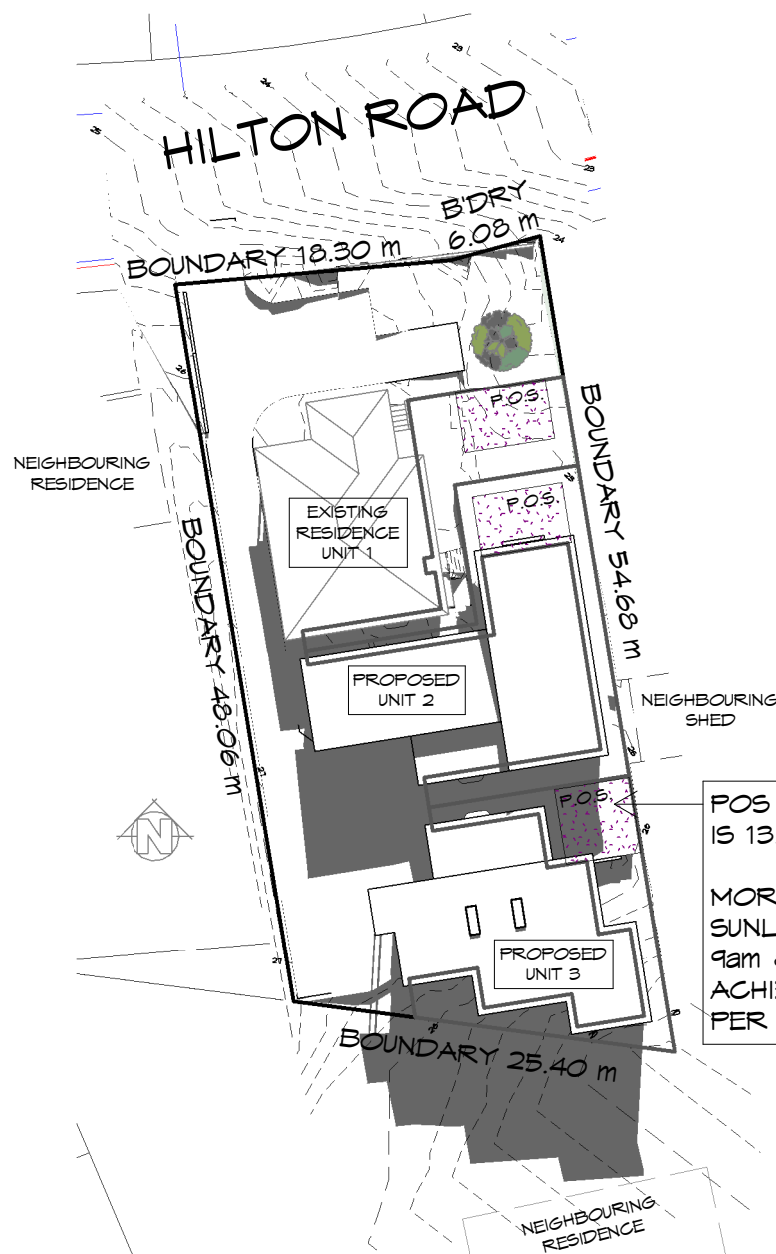 HILTON ROAD
B'DRY
6.08 m
BOUNDARY 18.30 m
P.O.S.
P.O.S.
BOUNDARY 54.68 m
NEIGHBOURING
RESIDENCE
EXISTING
RESIDENCE
UNIT 1
BOUNDARY 48.06 m
PROPOSED
UNIT 2
NEIGHBOURING
SHED
P.O.S.
POS
IS 13.
MOR
SUNL
9am
ACHI
PER
N
PROPOSED
UNIT 3
BOUNDARY 25.40 m
NEIGHBOURING
RESIDENCE